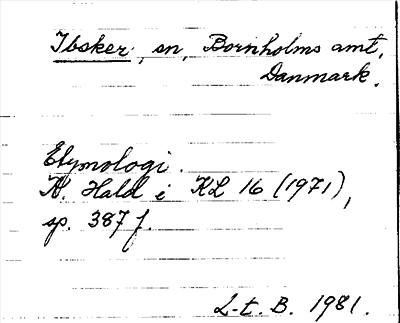 Ibsker, sn, Bornholms amt,
Danmark.
Etymologi.
K. Hald i KL 16 (1971),
sp. 387 f.
L-t. B. 1981.